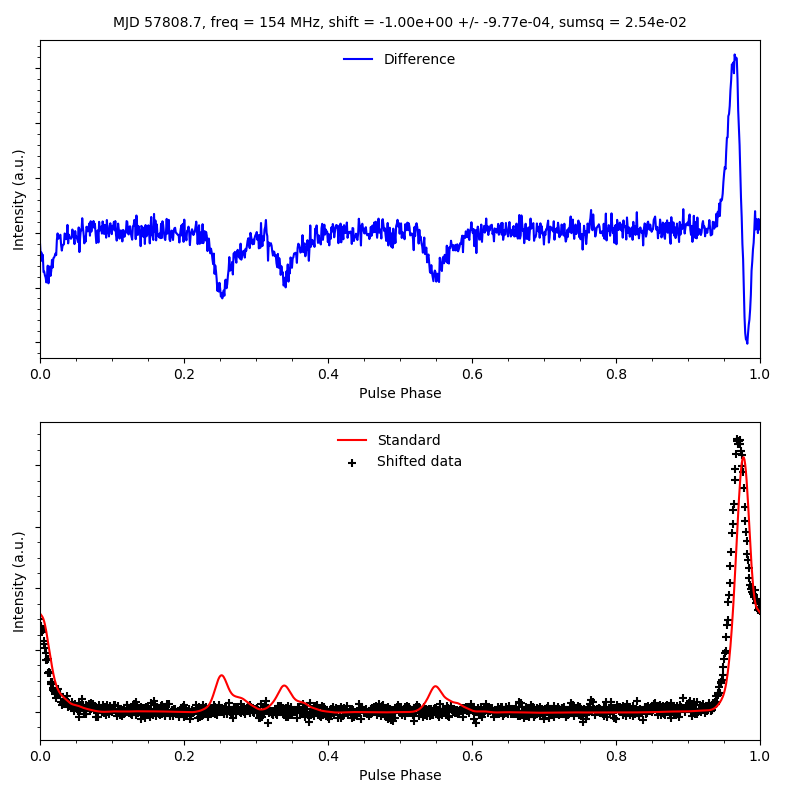 MJD 57808.7, freq = 154 MHz, shift = -1.00e+00 +/- -9.77e-04, sumsq = 2.54e-02
Difference
Intensity (a.u.)
0.0 0.2 0.4 0.6 0.8 1.0
Pulse Phase
Standard
Shifted data
Intensity (a.u.)
0.0 0.2 0.4 0.6 0.8 1.0
Pulse Phase